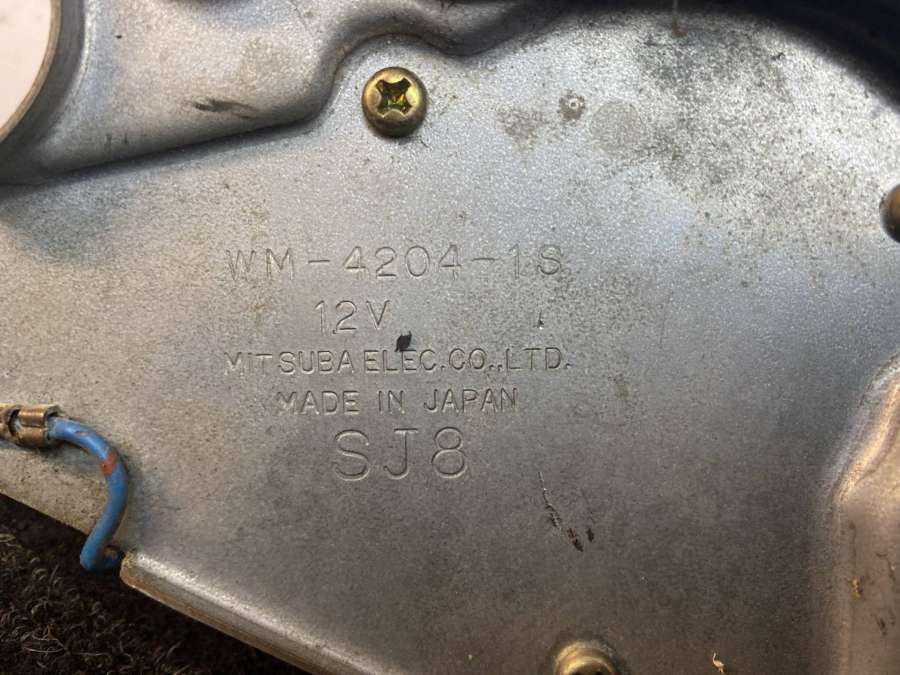 WM-4204-1S
12V
MITSUBA ELEC.CO.,LTD.
MADE IN JAPAN
SJ8